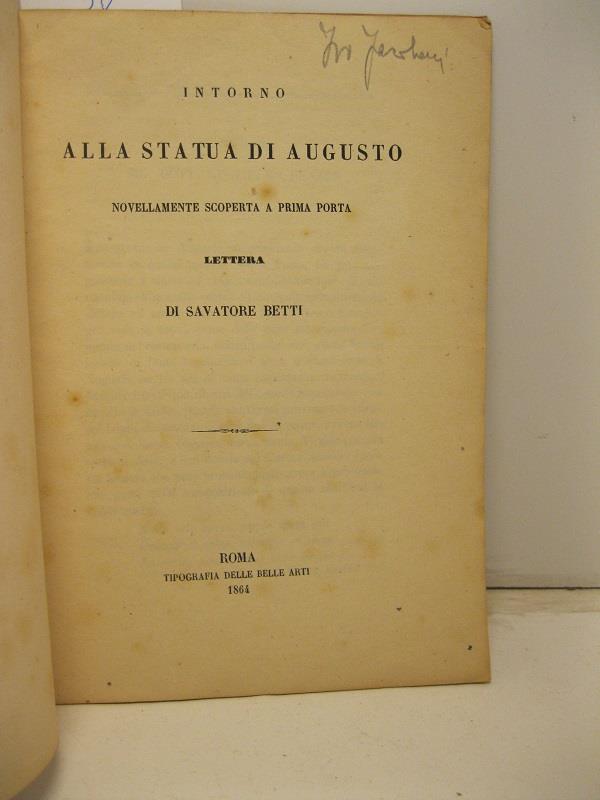 INTORNO
ALLA STATUA DI AUGUSTO
NOVELLAMENTE SCOPERTA A PRIMA PORTA
LETTERA
DI SAVATORE BETTI
ROMA
TIPOGRAFIA DELLE BELLE ARTI
1864